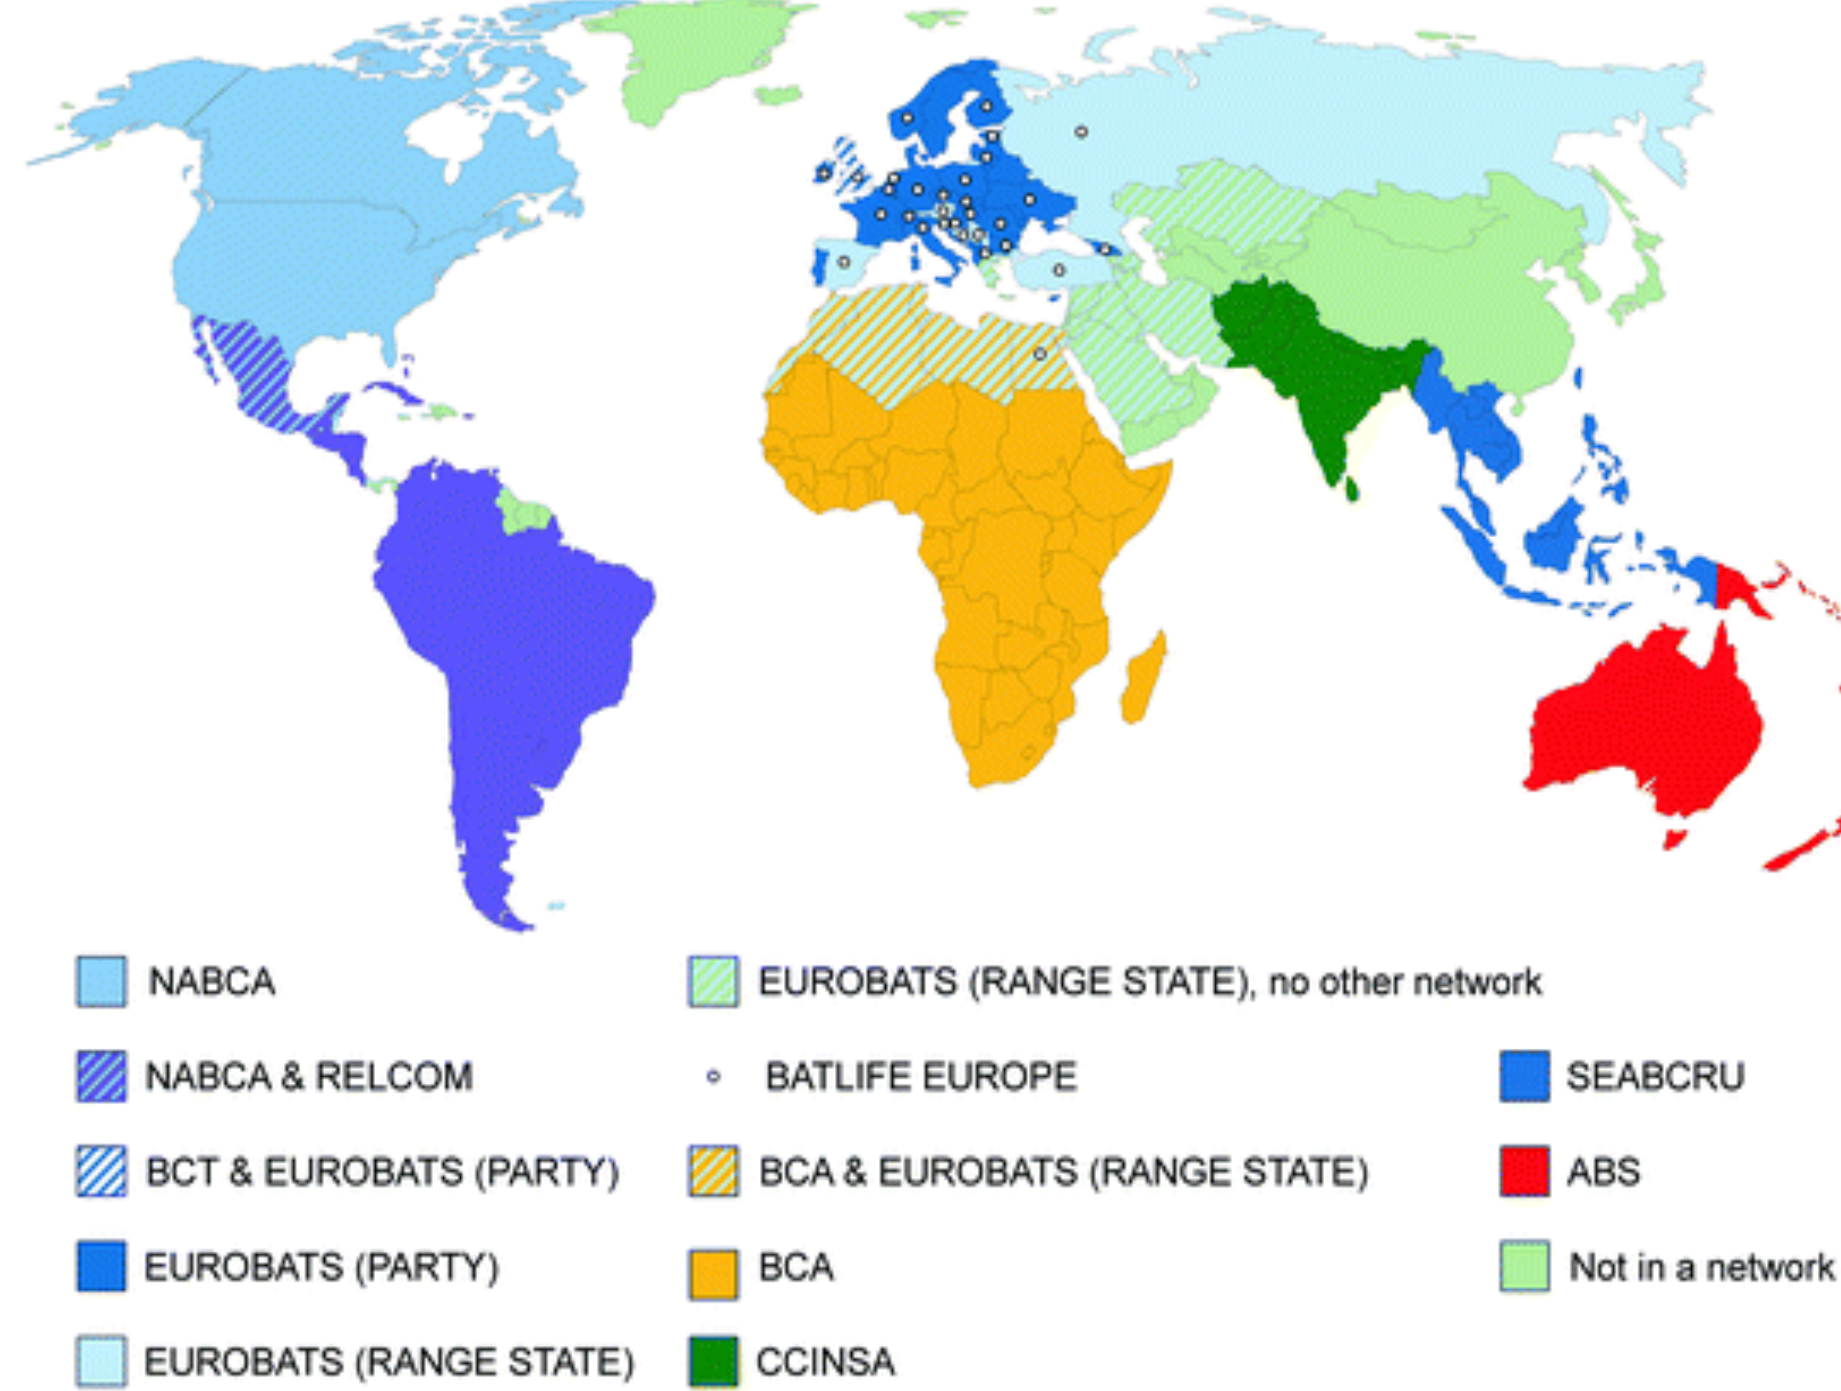 NABCA
NABCA & RELCOM
BCT & EUROBATS (PARTY)
EUROBATS (PARTY)
EUROBATS (RANGE STATE)
EUROBATS (RANGE STATE), no other network
BATLIFE EUROPE
BCA & EUROBATS (RANGE STATE)
BCA
CCINSA
SEABCRU
ABS
Not in a network